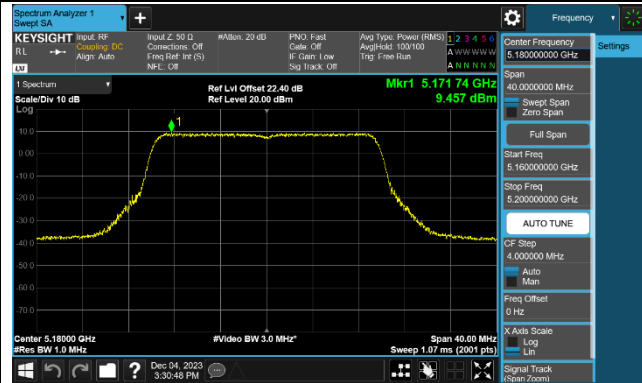 Spectrum Analyzer 1
Swept SA
Frequency
KEYSIGHT
RL
LXI
Input: RF
Coupling: DC
Align: Auto
Input Z: 50 Ω
Corrections: Off
Freq Ref: Int (S)
NFE: Off
#Atten: 20 dB
PNO: Fast
Gate: Off
IF Gain: Low
Sig Track: Off
Avg Type: Power (RMS)
Avg|Hold: 100/100
Trig: Free Run
1 2 3 4 5 6
A W W W W W
A N N N N N
1 Spectrum
Scale/Div 10 dB
Log
Ref Lvl Offset 22.40 dB
Ref Level 20.00 dBm
Mkr1 5.171 74 GHz
9.457 dBm
1
10.0
0.00
-10.0
-20.0
-30.0
-40.0
-50.0
-60.0
-70.0
Center 5.18000 GHz
#Res BW 1.0 MHz
#Video BW 3.0 MHz*
Span 40.00 MHz
Sweep 1.07 ms (2001 pts)
Dec 04, 2023
3:30:48 PM
Center Frequency
5.180000000 GHz
Span
40.0000000 MHz
Swept Span
Zero Span
Full Span
Start Freq
5.160000000 GHz
Stop Freq
5.200000000 GHz
AUTO TUNE
CF Step
4.000000 MHz
Auto
Man
Freq Offset
0 Hz
X Axis Scale
Log
Lin
Signal Track
(Span Zoom)
Settings